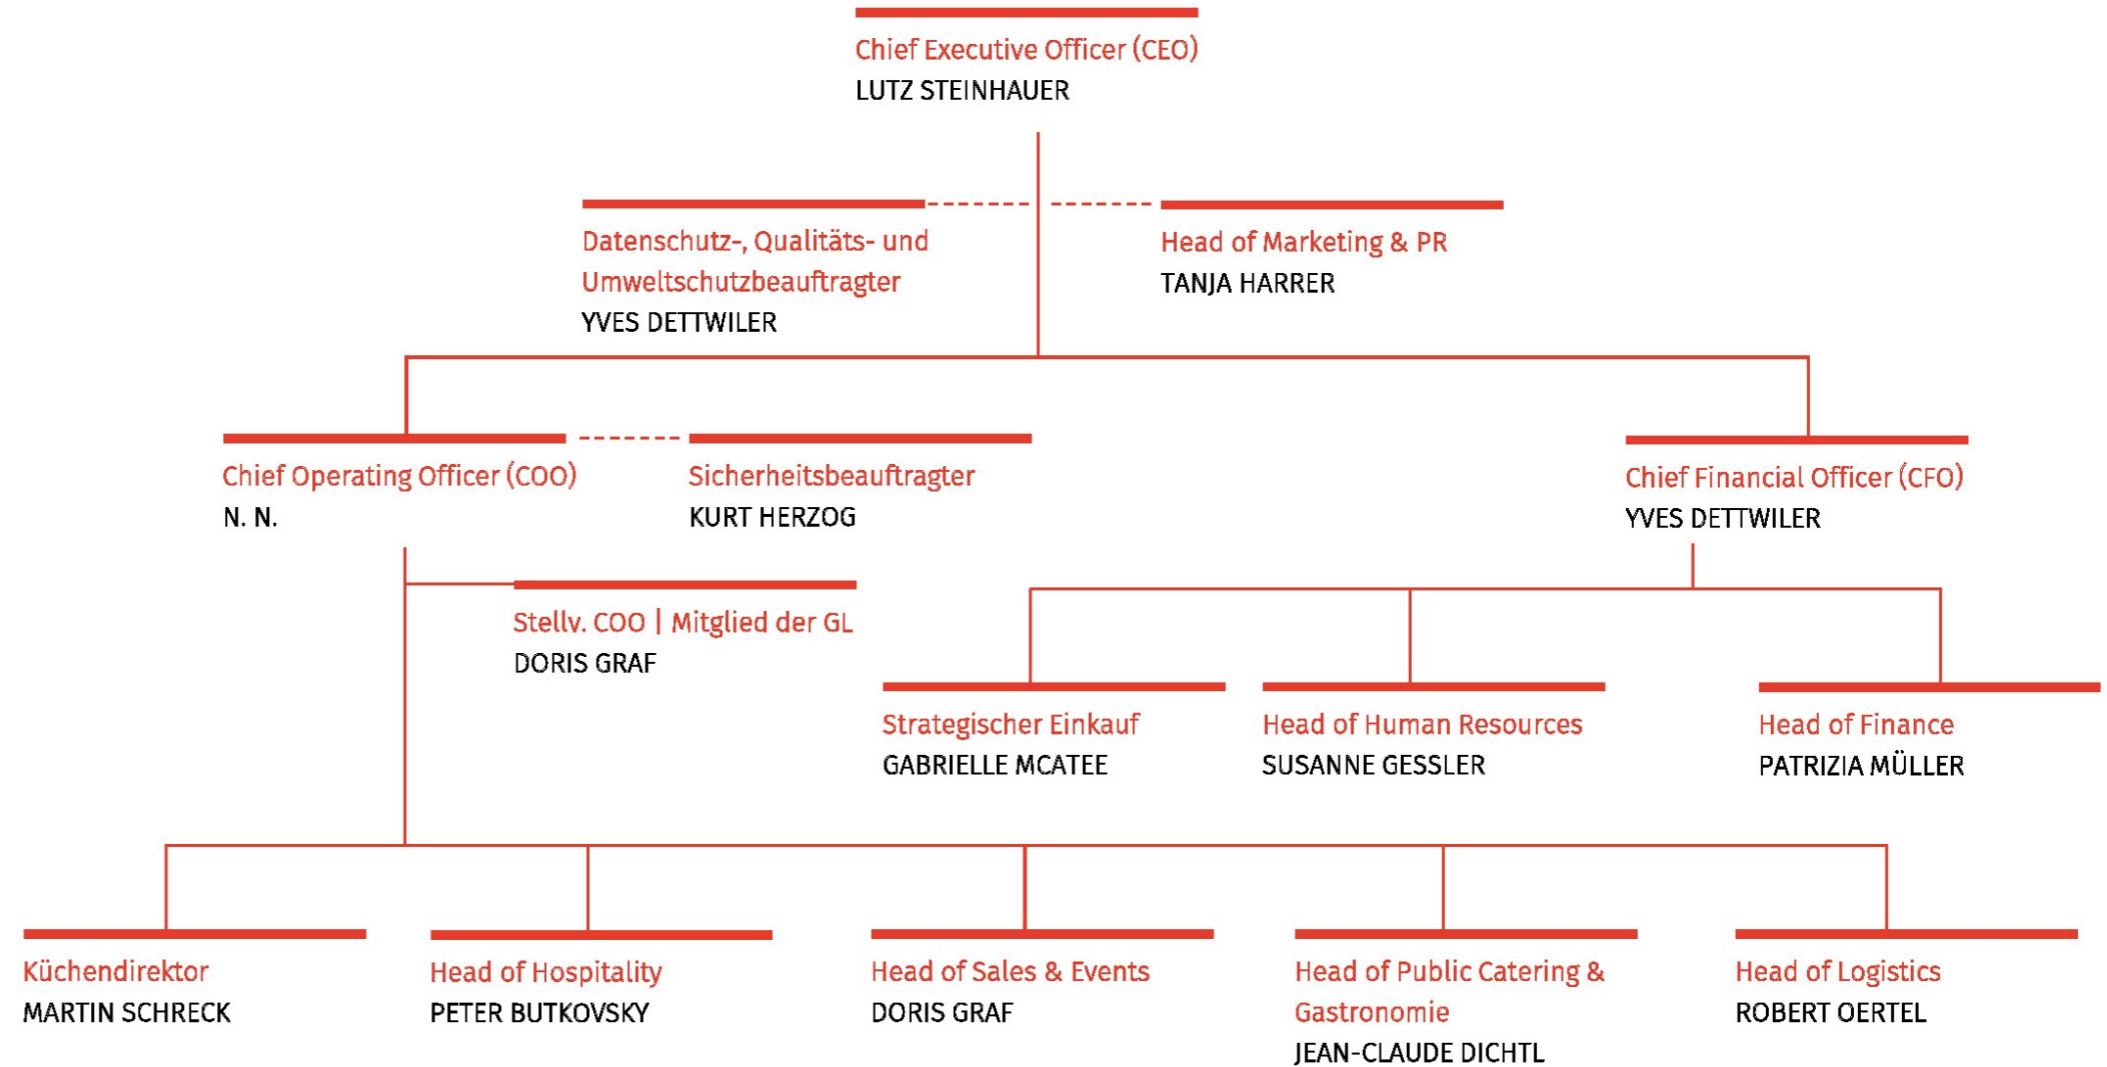 Chief Executive Officer (CEO)
LUTZ STEINHAUER
Datenschutz-, Qualitäts- und
Umweltschutzbeauftragter
YVES DETTWILER
Head of Marketing & PR
TANJA HARRER
Chief Operating Officer (COO)
N. N.
Sicherheitsbeauftragter
KURT HERZOG
Chief Financial Officer (CFO)
YVES DETTWILER
Stellv. COO | Mitglied der GL
DORIS GRAF
Strategischer Einkauf
GABRIELLE MCATEE
Head of Human Resources
SUSANNE GESSLER
Head of Finance
PATRIZIA MÜLLER
Küchendirektor
MARTIN SCHRECK
Head of Hospitality
PETER BUTKOVSKY
Head of Sales & Events
DORIS GRAF
Head of Public Catering &
Gastronomie
JEAN-CLAUDE DICHTL
Head of Logistics
ROBERT OERTEL